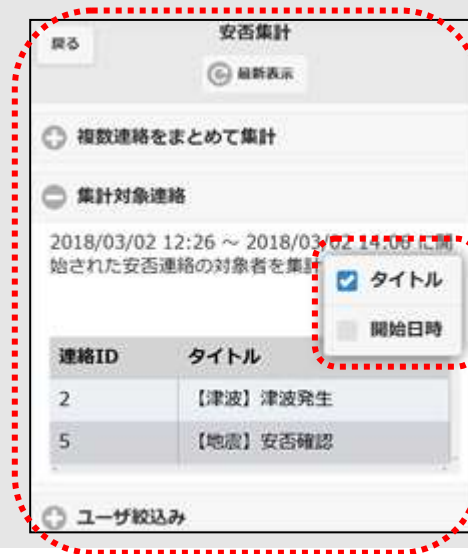 戻る
安否集計
最新表示
複数連絡をまとめて集計
集計対象連絡
2018/03/02 12:26 ～ 2018/03/02 14:06 に開
始された安否連絡の対象者を集計
タイトル
開始日時
連絡ID タイトル
2 【津波】津波発生
5 【地震】安否確認
ユーザ絞込み